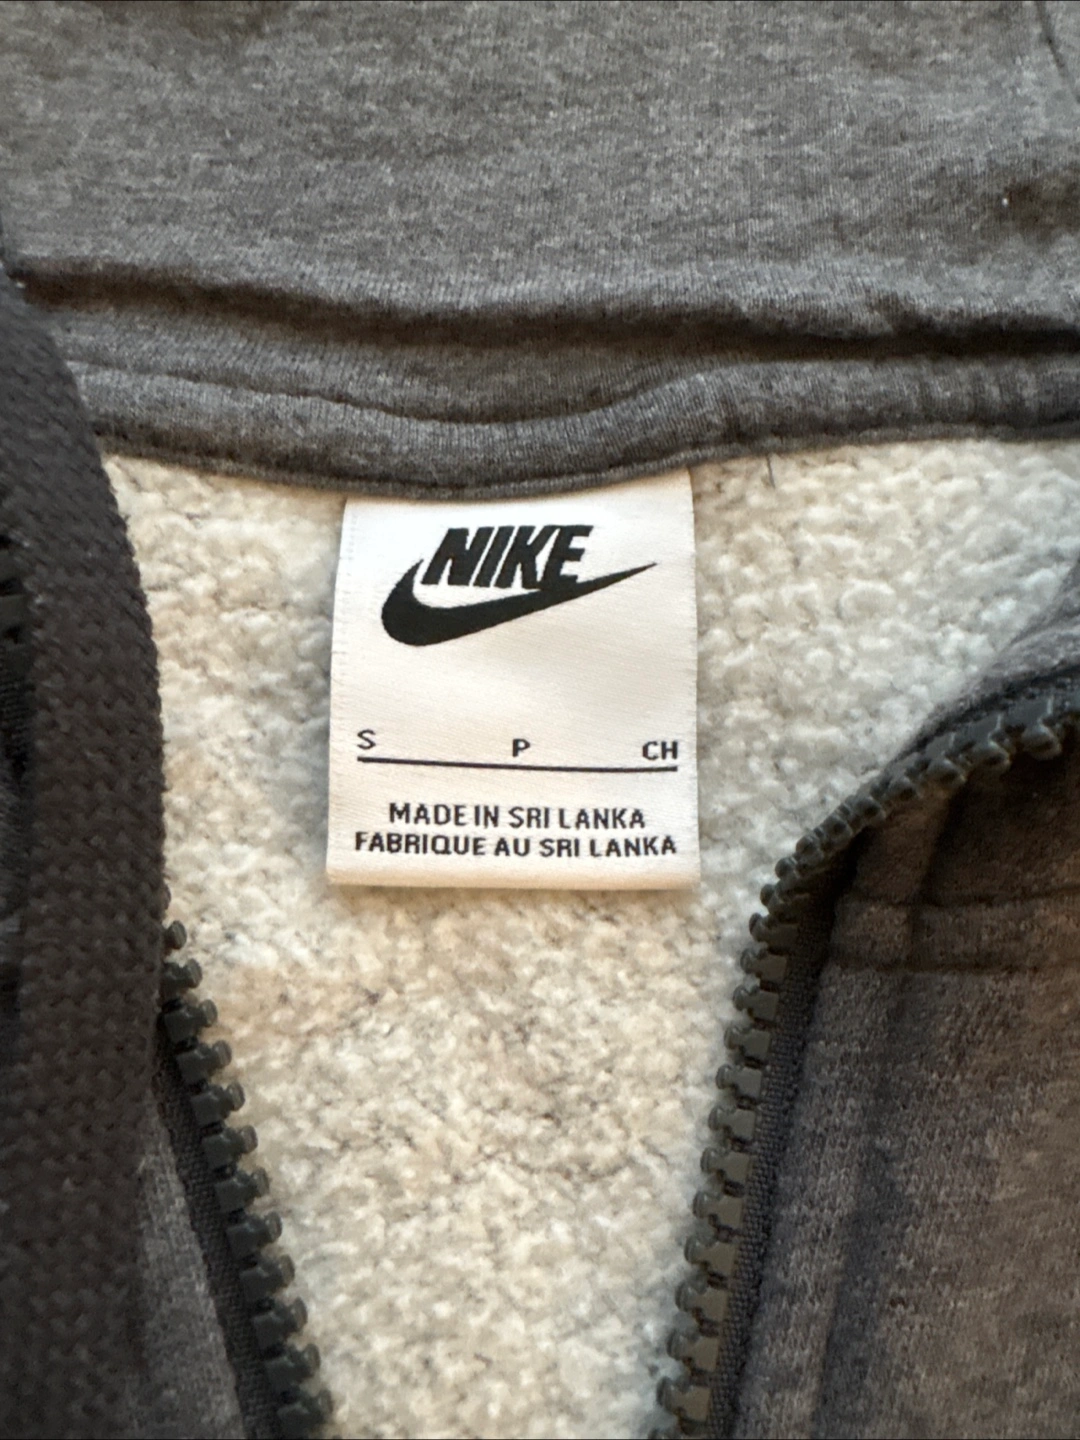 NIKE
S P CH
MADE IN SRI LANKA
FABRIQUE AU SRI LANKA